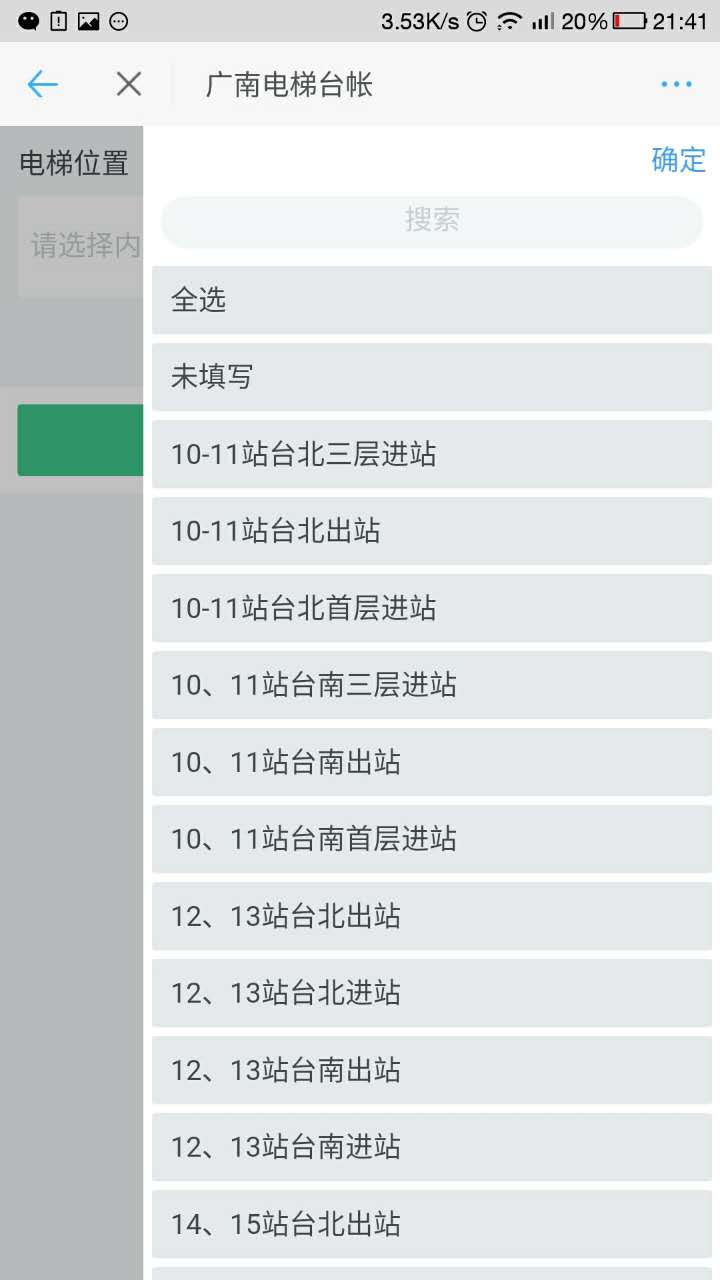 3.53K/s 20% 21:41
广南电梯台帐
电梯位置
确定
请选择内
搜索
全选
未填写
10-11站台北三层进站
10-11站台北出站
10-11站台北首层进站
10、11站台南三层进站
10、11站台南出站
10、11站台南首层进站
12、13站台北出站
12、13站台北进站
12、13站台南出站
12、13站台南进站
14、15站台北出站